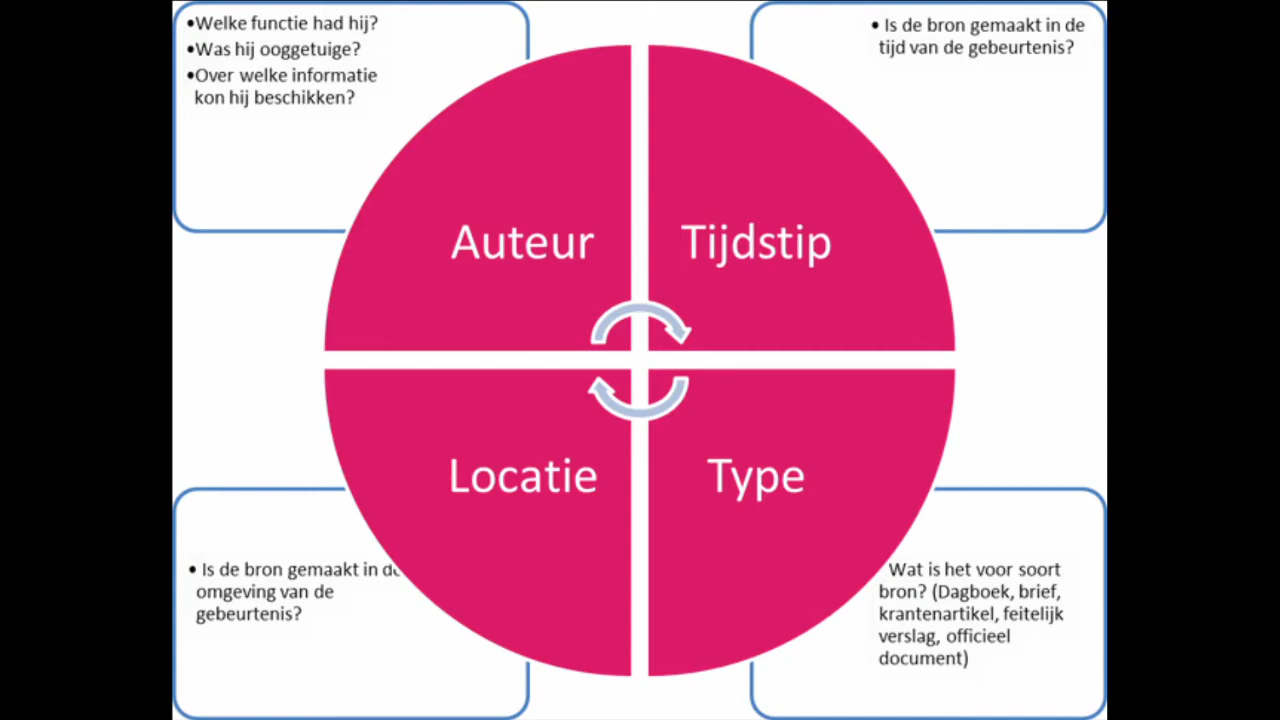 •Welke functie had hij?
•Was hij ooggetuige?
•Over welke informatie
kon hij beschikken?
• Is de bron gemaakt in de
tijd van de gebeurtenis?
Auteur
Tijdstip
Locatie
Type
• Is de bron gemaakt in de
omgeving van de
gebeurtenis?
Wat is het voor soort
bron? (Dagboek, brief,
krantenartikel, feitelijk
verslag, officieel
document)